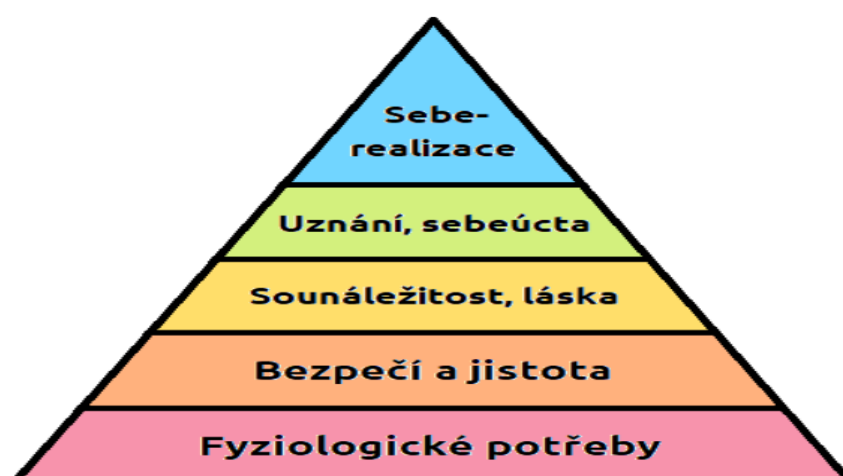 Sebe-
realizace
Uznání, sebeúcta
Sounáležitost, láska
Bezpečí a jistota
Fyziologické potřeby